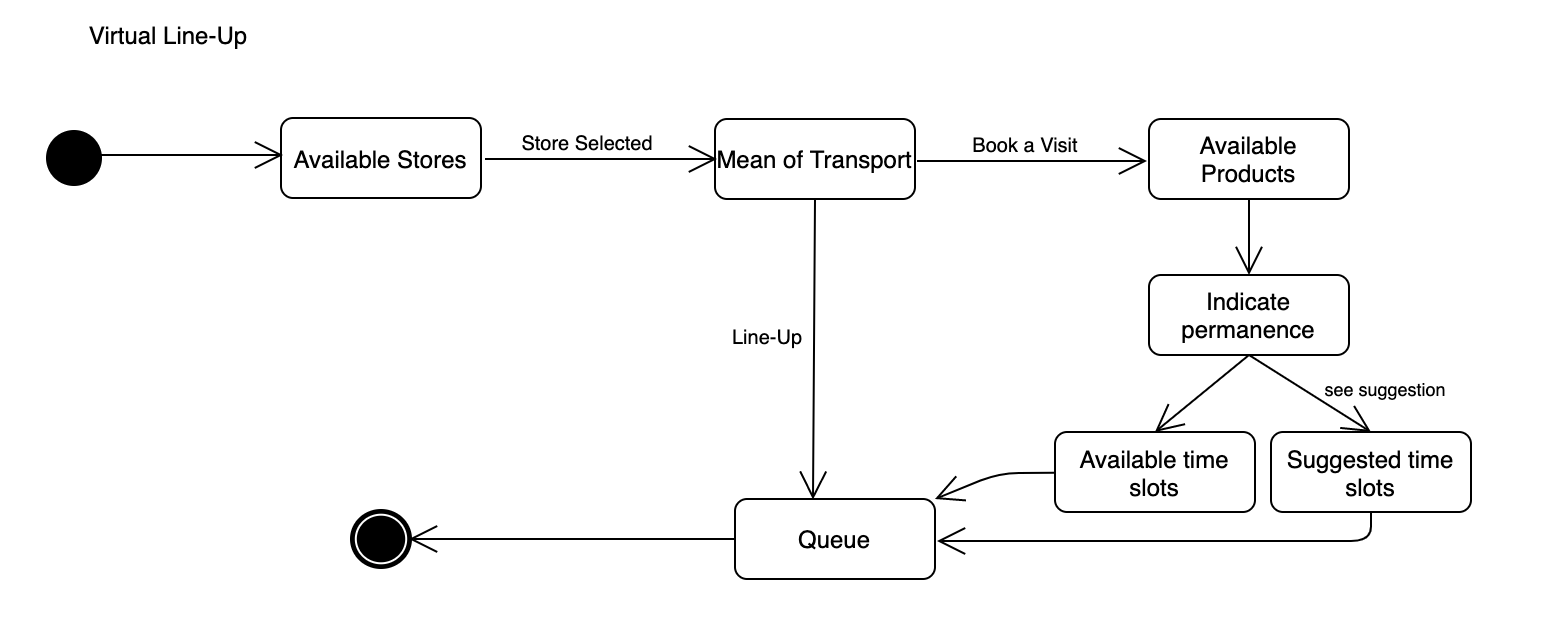 Virtual Line-Up
Available Stores
Store Selected
Mean of Transport
Book a Visit
Available
Products
Indicate
permanence
Line-Up
see suggestion
Available time
slots
Suggested time
slots
Queue